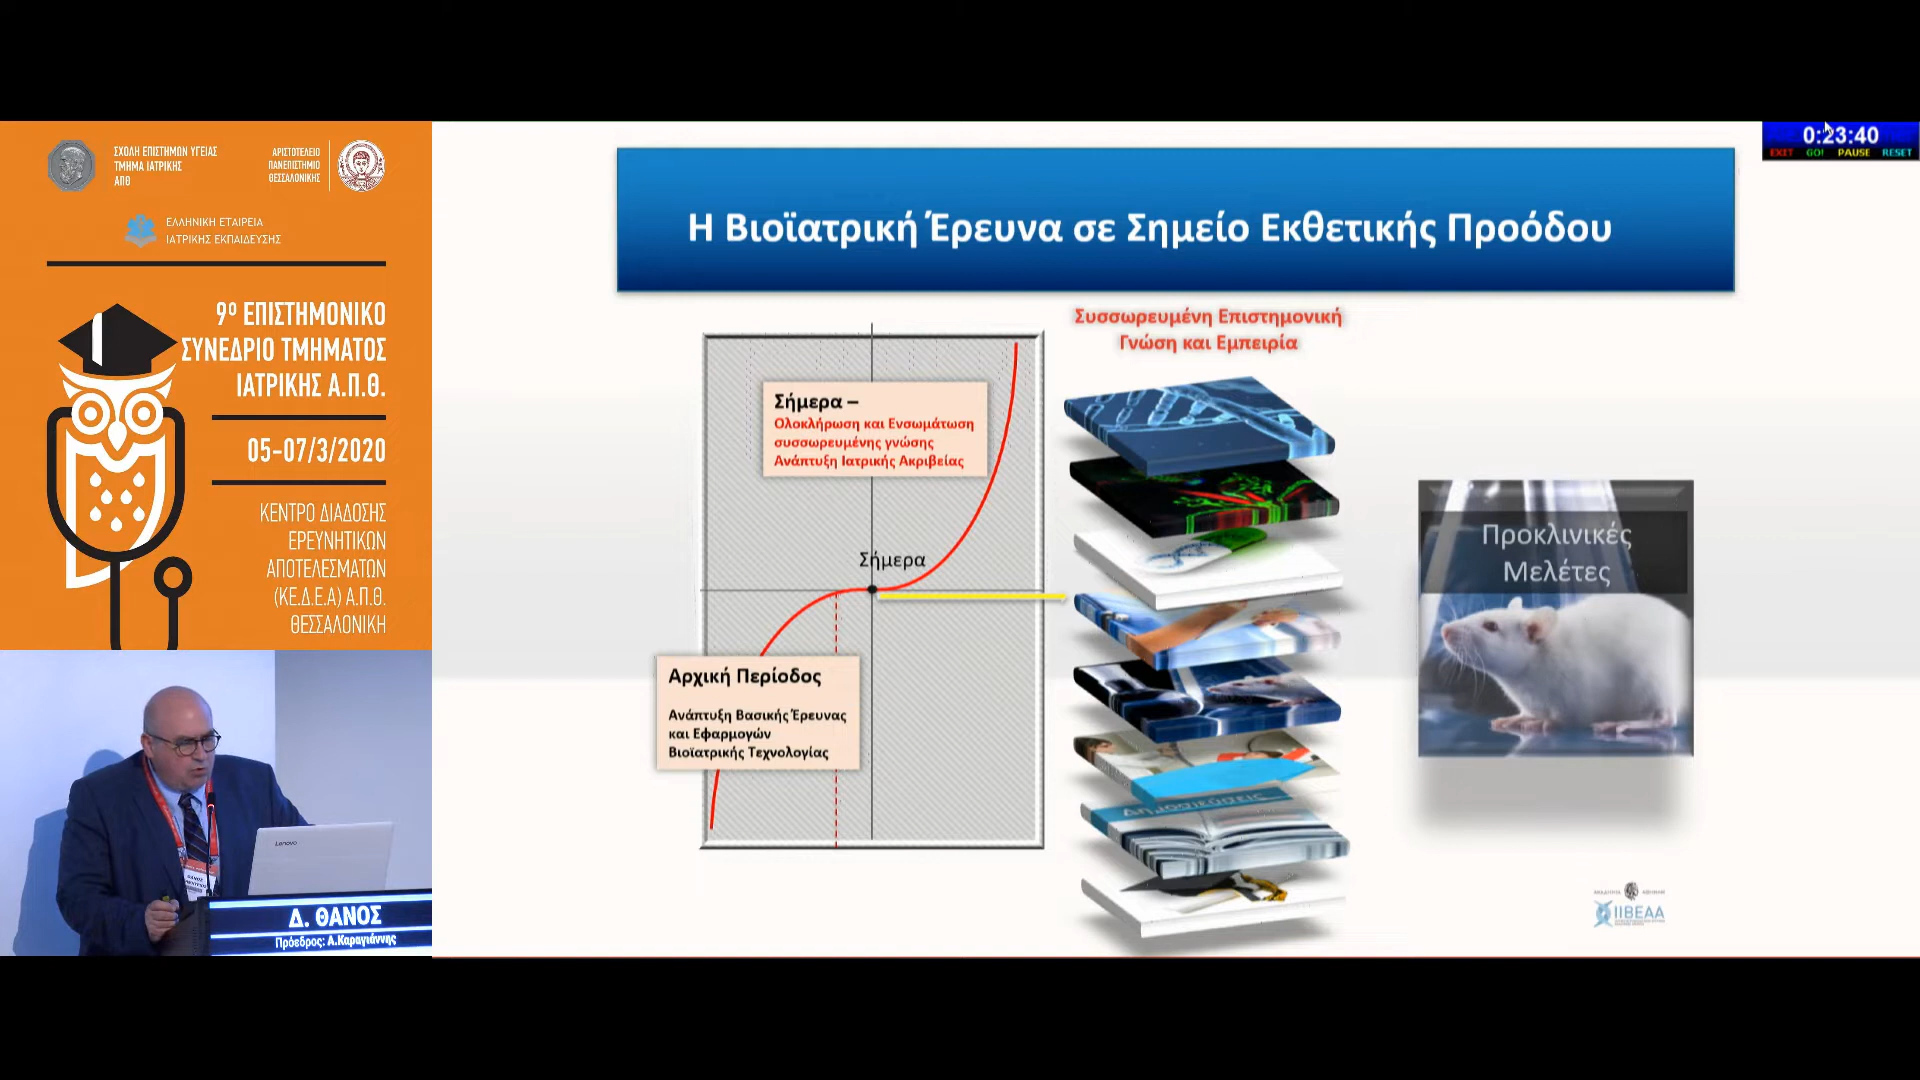 ΣΧΟΛΗ ΕΠΙΣΤΗΜΩΝ ΥΓΕΙΑΣ
ΤΜΗΜΑ ΙΑΤΡΙΚΗΣ
ΑΠΘ
ΑΡΙΣΤΟΤΕΛΕΙΟ
ΠΑΝΕΠΙΣΤΗΜΙΟ
ΘΕΣΣΑΛΟΝΙΚΗΣ
ΕΛΛΗΝΙΚΗ ΕΤΑΙΡΕΙΑ
ΙΑΤΡΙΚΗΣ ΕΚΠΑΙΔΕΥΣΗΣ
9ο ΕΠΙΣΤΗΜΟΝΙΚΟ
ΣΥΝΕΔΡΙΟ ΤΜΗΜΑΤΟΣ
ΙΑΤΡΙΚΗΣ Α.Π.Θ.
05-07/3/2020
ΚΕΝΤΡΟ ΔΙΑΔΟΣΗΣ
ΕΡΕΥΝΗΤΙΚΩΝ
ΑΠΟΤΕΛΕΣΜΑΤΩΝ
(ΚΕ.Δ.Ε.Α) Α.Π.Θ.
ΘΕΣΣΑΛΟΝΙΚΗ
Lenovo
Δ. ΘΑΝΟΣ
Πρόεδρος: Α.Καραγιάννης
0:23:40
EXIT GO! PAUSE RESET
Η Βιοϊατρική Έρευνα σε Σημείο Εκθετικής Προόδου
Συσσωρευμένη Επιστημονική
Γνώση και Εμπειρία
Σήμερα –
Ολοκλήρωση και Ενσωμάτωση
συσσωρευμένης γνώσης
Ανάπτυξη Ιατρικής Ακριβείας
Σήμερα
Αρχική Περίοδος
Ανάπτυξη Βασικής Έρευνας
και Εφαρμογών
Βιοϊατρικής Τεχνολογίας
Δημοσιεύσεις
Προκλινικές
Μελέτες
ΙΙΒΕΑΑ